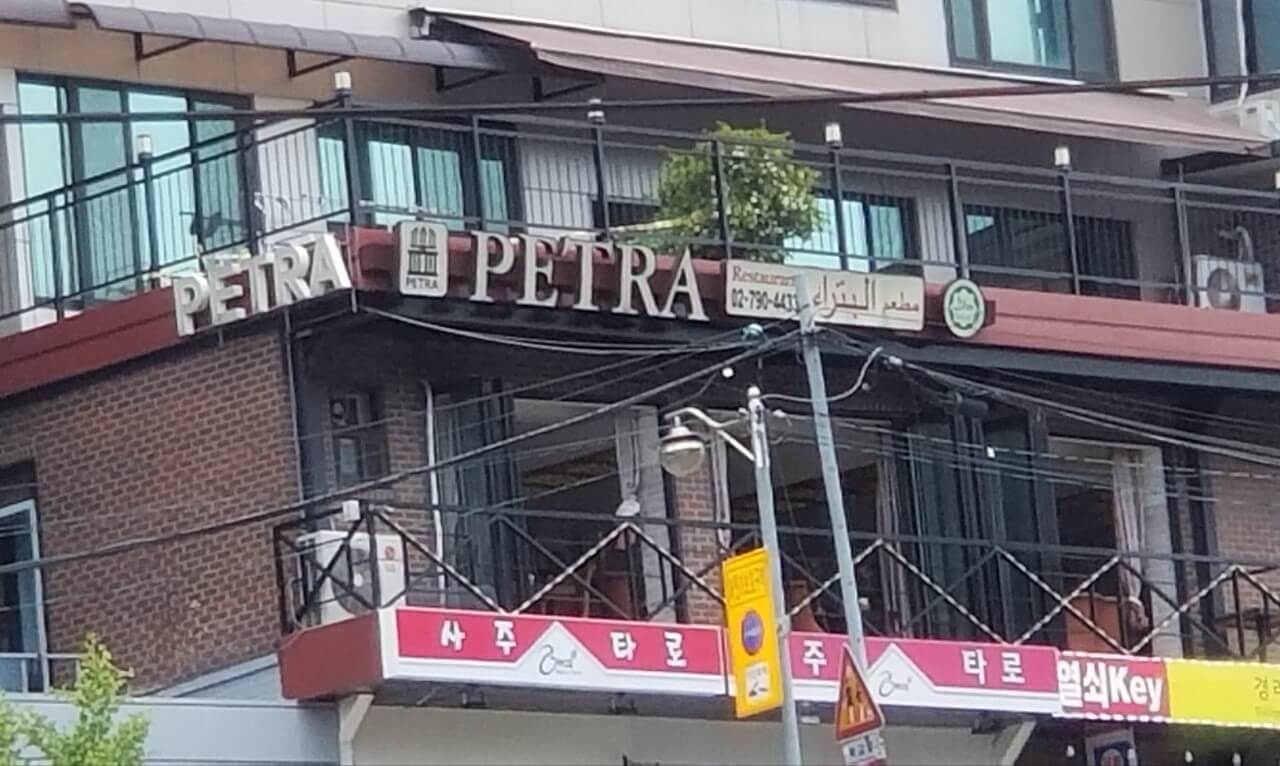 PETRA
PETRA
PETRA
Restaurant
02-790-4433 مطعم البتراء
사주 타로
주 타로
열쇠Key